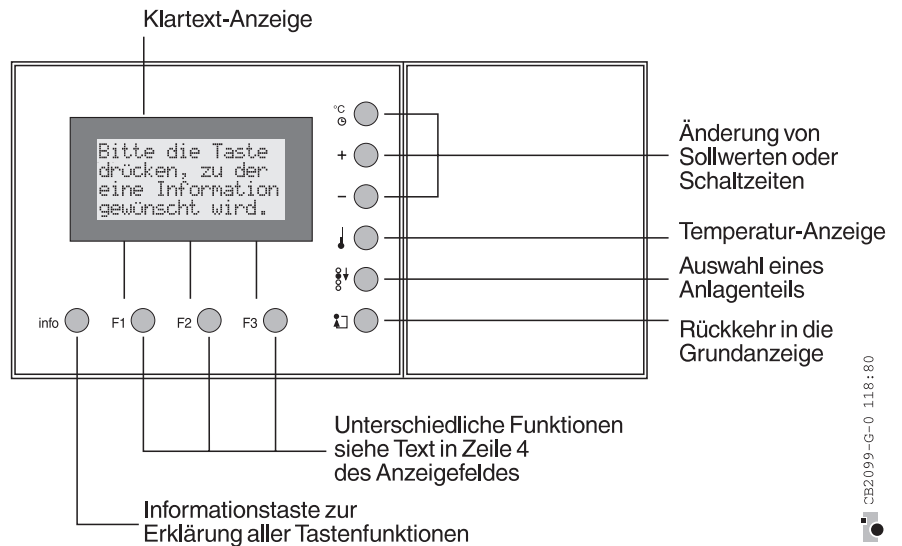 Klartext-Anzeige
°C
Bitte die Taste
drücken, zu der
eine Information
gewünscht wird.
+
−
Änderung von
Sollwerten oder
Schaltzeiten
Temperatur-Anzeige
Auswahl eines
Anlagenteils
Rückkehr in die
Grundanzeige
info
F1
F2
F3
Unterschiedliche Funktionen
siehe Text in Zeile 4
des Anzeigefeldes
Informationstaste zur
Erklärung aller Tastenfunktionen
CB2099-G-0 118:80